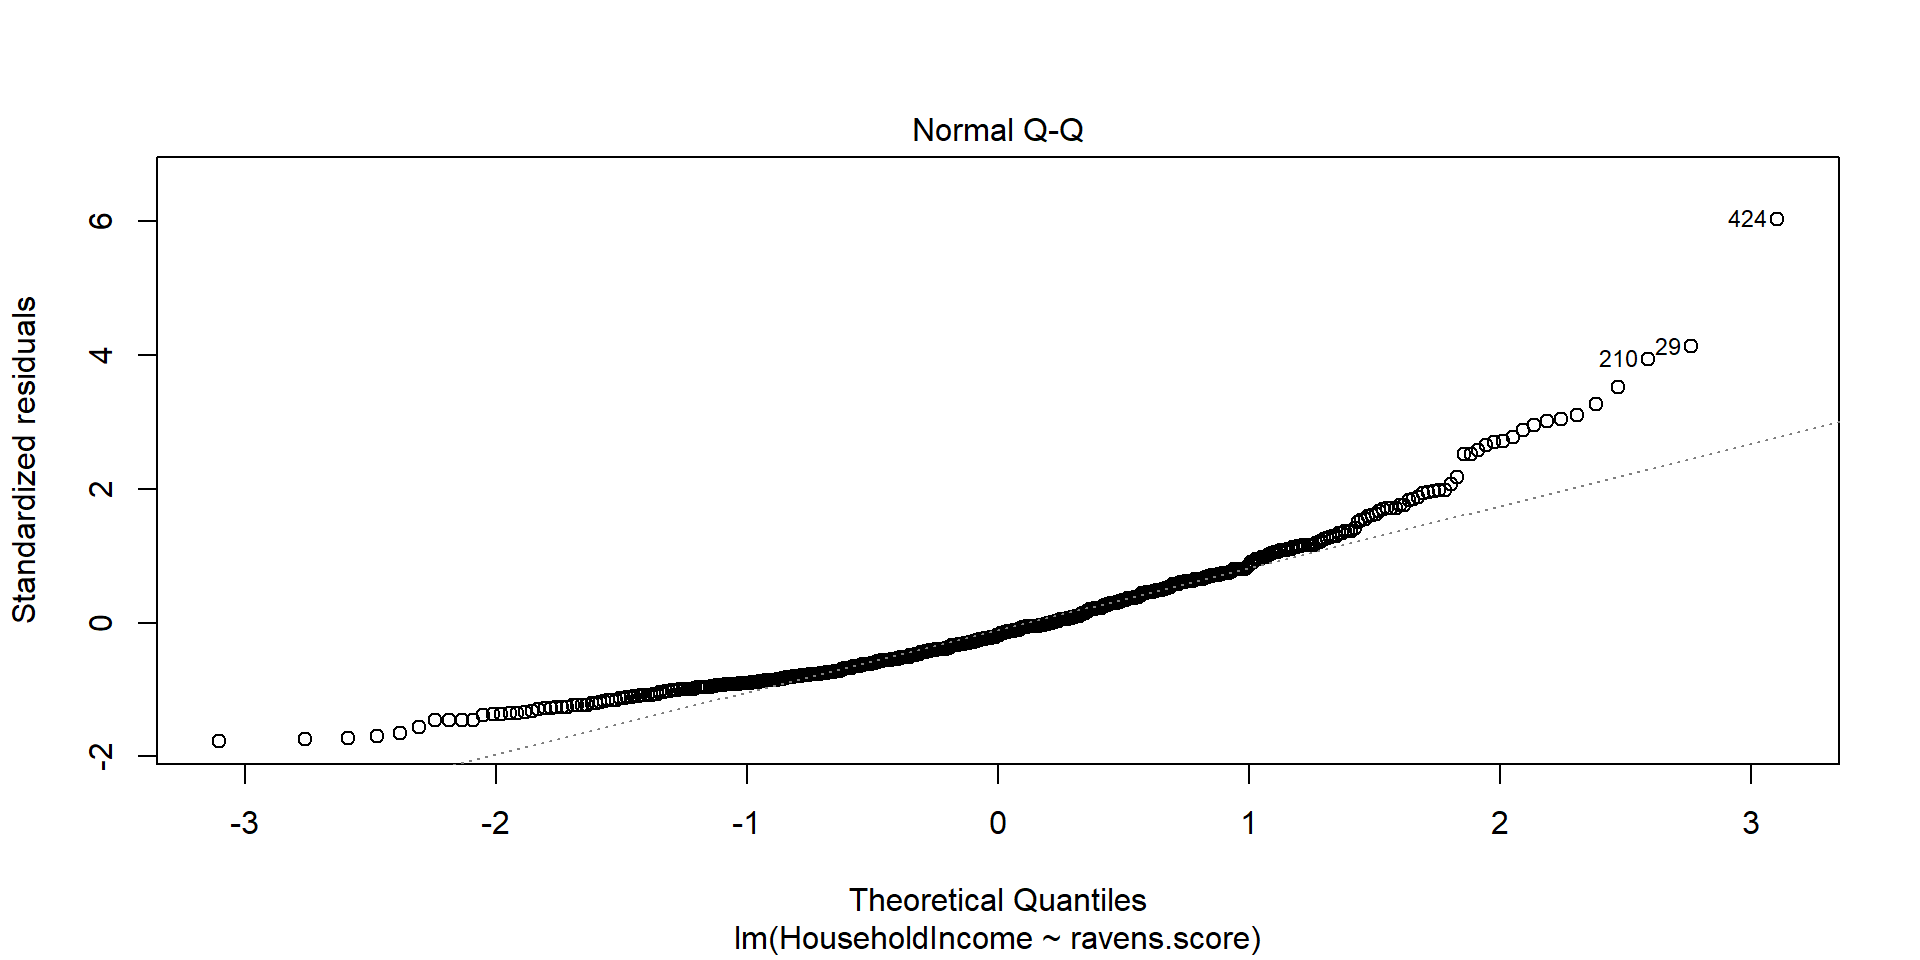 Normal Q-Q
Standardized residuals
6
4
2
0
-2
424
210
29
-3 -2 -1 0 1 2 3
Theoretical Quantiles
lm(HouseholdIncome ~ ravens.score)